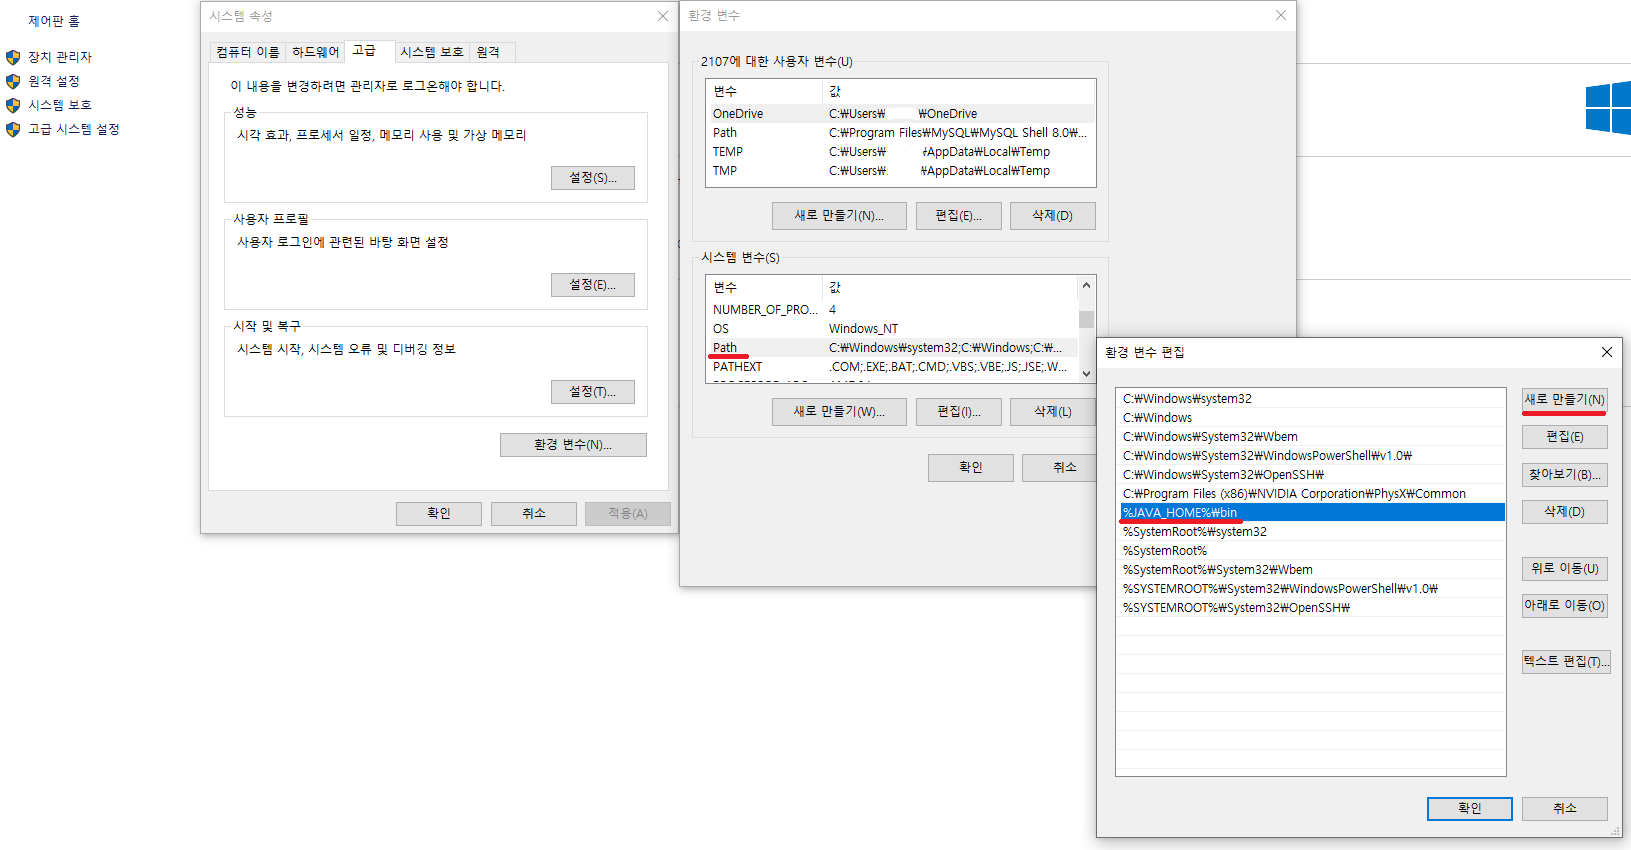 제어판 홈
장치 관리자
원격 설정
시스템 보호
고급 시스템 설정
시스템 속성
컴퓨터 이름
하드웨어
고급
시스템 보호
원격
이 내용을 변경하려면 관리자로 로그온해야 합니다.
성능
시각 효과, 프로세서 일정, 메모리 사용 및 가상 메모리
설정(S)...
사용자 프로필
사용자 로그인에 관련된 바탕 화면 설정
설정(E)...
시작 및 복구
시스템 시작, 시스템 오류 및 디버깅 정보
설정(T)...
환경 변수(N)...
확인
취소
적용(A)
환경 변수
2107에 대한 사용자 변수(U)
변수 값
OneDrive C:₩Users₩ ₩OneDrive
Path C:₩Program Files₩MySQL₩MySQL Shell 8.0₩...
TEMP C:₩Users₩ ₩AppData₩Local₩Temp
TMP C:₩Users₩ ₩AppData₩Local₩Temp
새로 만들기(N)...
편집(E)...
삭제(D)
시스템 변수(S)
변수 값
NUMBER_OF_PRO... 4
OS Windows_NT
Path C:₩Windows₩system32;C:₩Windows;C:₩...
PATHEXT .COM;.EXE;.BAT;.CMD;.VBS;.VBE;.JS;.JSE;.W...
새로 만들기(W)...
편집(I)...
삭제(L)
확인
취소
환경 변수 편집
C:₩Windows₩system32
C:₩Windows
C:₩Windows₩System32₩Wbem
C:₩Windows₩System32₩WindowsPowerShell₩v1.0₩
C:₩Windows₩System32₩OpenSSH₩
C:₩Program Files (x86)₩NVIDIA Corporation₩PhysX₩Common
%JAVA_HOME%₩bin
%SystemRoot%₩system32
%SystemRoot%
%SystemRoot%₩System32₩Wbem
%SYSTEMROOT%₩System32₩WindowsPowerShell₩v1.0₩
%SYSTEMROOT%₩System32₩OpenSSH₩
새로 만들기(N)
편집(E)
찾아보기(B)...
삭제(D)
위로 이동(U)
아래로 이동(O)
텍스트 편집(T)...
확인
취소